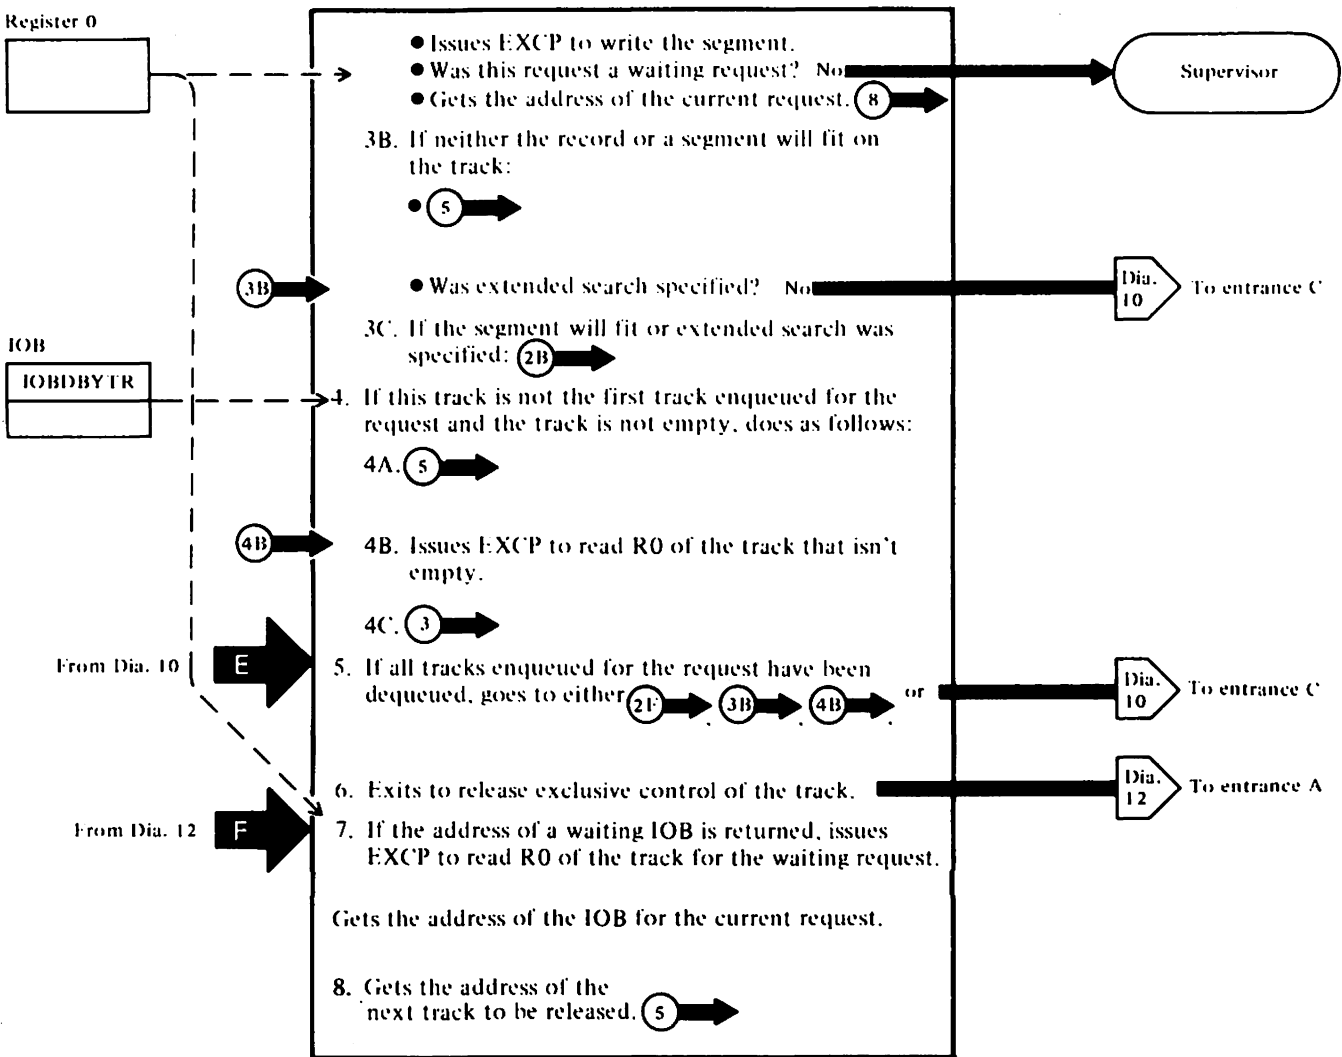 Register 0
• Issues EXCP to write the segment.
• Was this request a waiting request? No
Supervisor
• Gets the address of the current request. 8
3B. If neither the record or a segment will fit on
the track:
• 5
3B
• Was extended search specified? No
Dia.
10
To entrance C
3C. If the segment will fit or extended search was
specified: 2B
IOB
IOBDBYTR
4. If this track is not the first track enqueued for the
request and the track is not empty, does as follows:
4A. 5
4B
4B. Issues EXCP to read R0 of the track that isn't
empty.
4C. 3
From Dia. 10
E
5. If all tracks enqueued for the request have been
dequeued, goes to either 2F , 3B , 4B , or
Dia.
10
To entrance C
6. Exits to release exclusive control of the track.
Dia.
12
To entrance A
From Dia. 12
F
7. If the address of a waiting IOB is returned, issues
EXCP to read R0 of the track for the waiting request.
Gets the address of the IOB for the current request.
8. Gets the address of the
next track to be released. 5